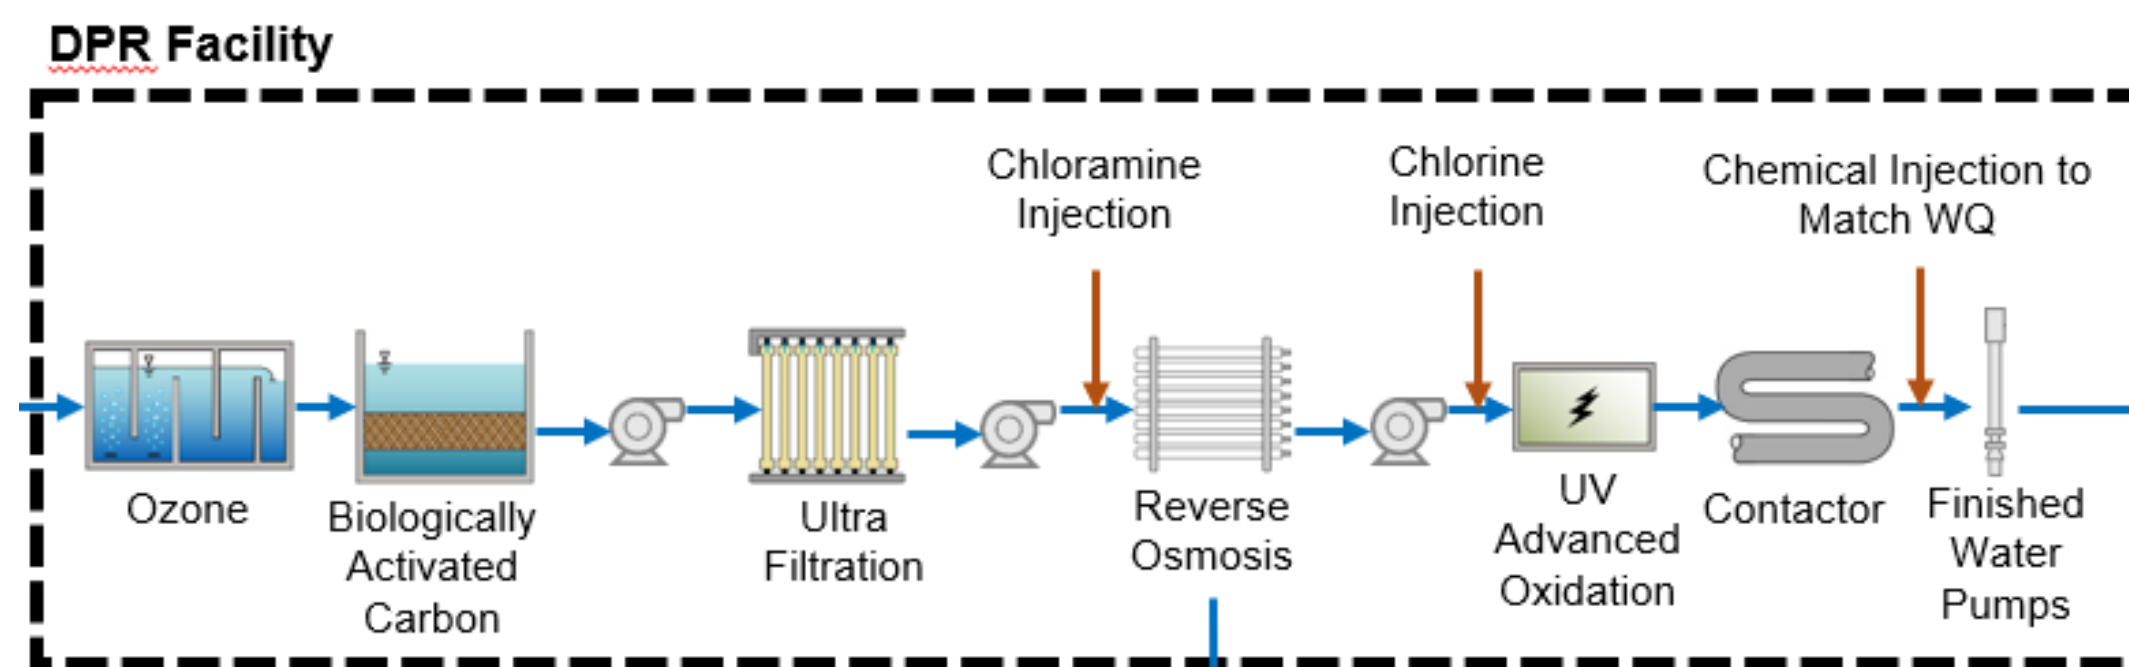 DPR Facility
Chloramine
Injection
Chlorine
Injection
Chemical Injection to
Match WQ
Ozone
Biologically
Activated
Carbon
Ultra
Filtration
Reverse
Osmosis
UV
Advanced
Oxidation
Contactor
Finished
Water
Pumps